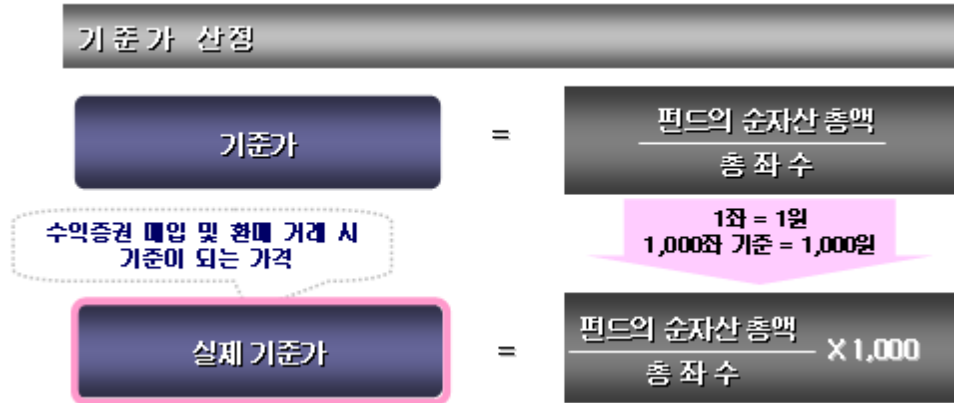 기준가 산정
기준가
=
펀드의 순자산 총액
총 좌 수
수익증권 매입 및 환매 거래 시
기준이 되는 가격
1좌 = 1원
1,000좌 기준 = 1,000원
실제 기준가
=
펀드의 순자산 총액
총 좌 수
X 1,000